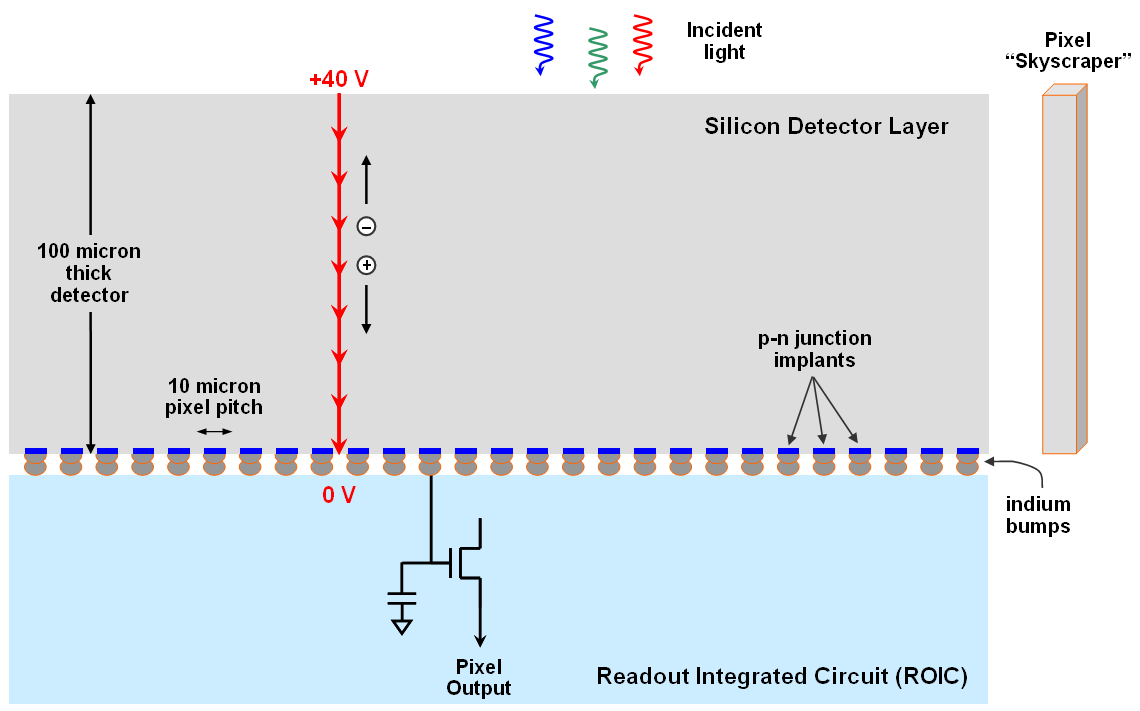 Incident
light
Pixel
“Skyscraper”
+40 V
Silicon Detector Layer
–
+
100 micron
thick
detector
p-n junction
implants
10 micron
pixel pitch
0 V
indium
bumps
Pixel
Output
Readout Integrated Circuit (ROIC)